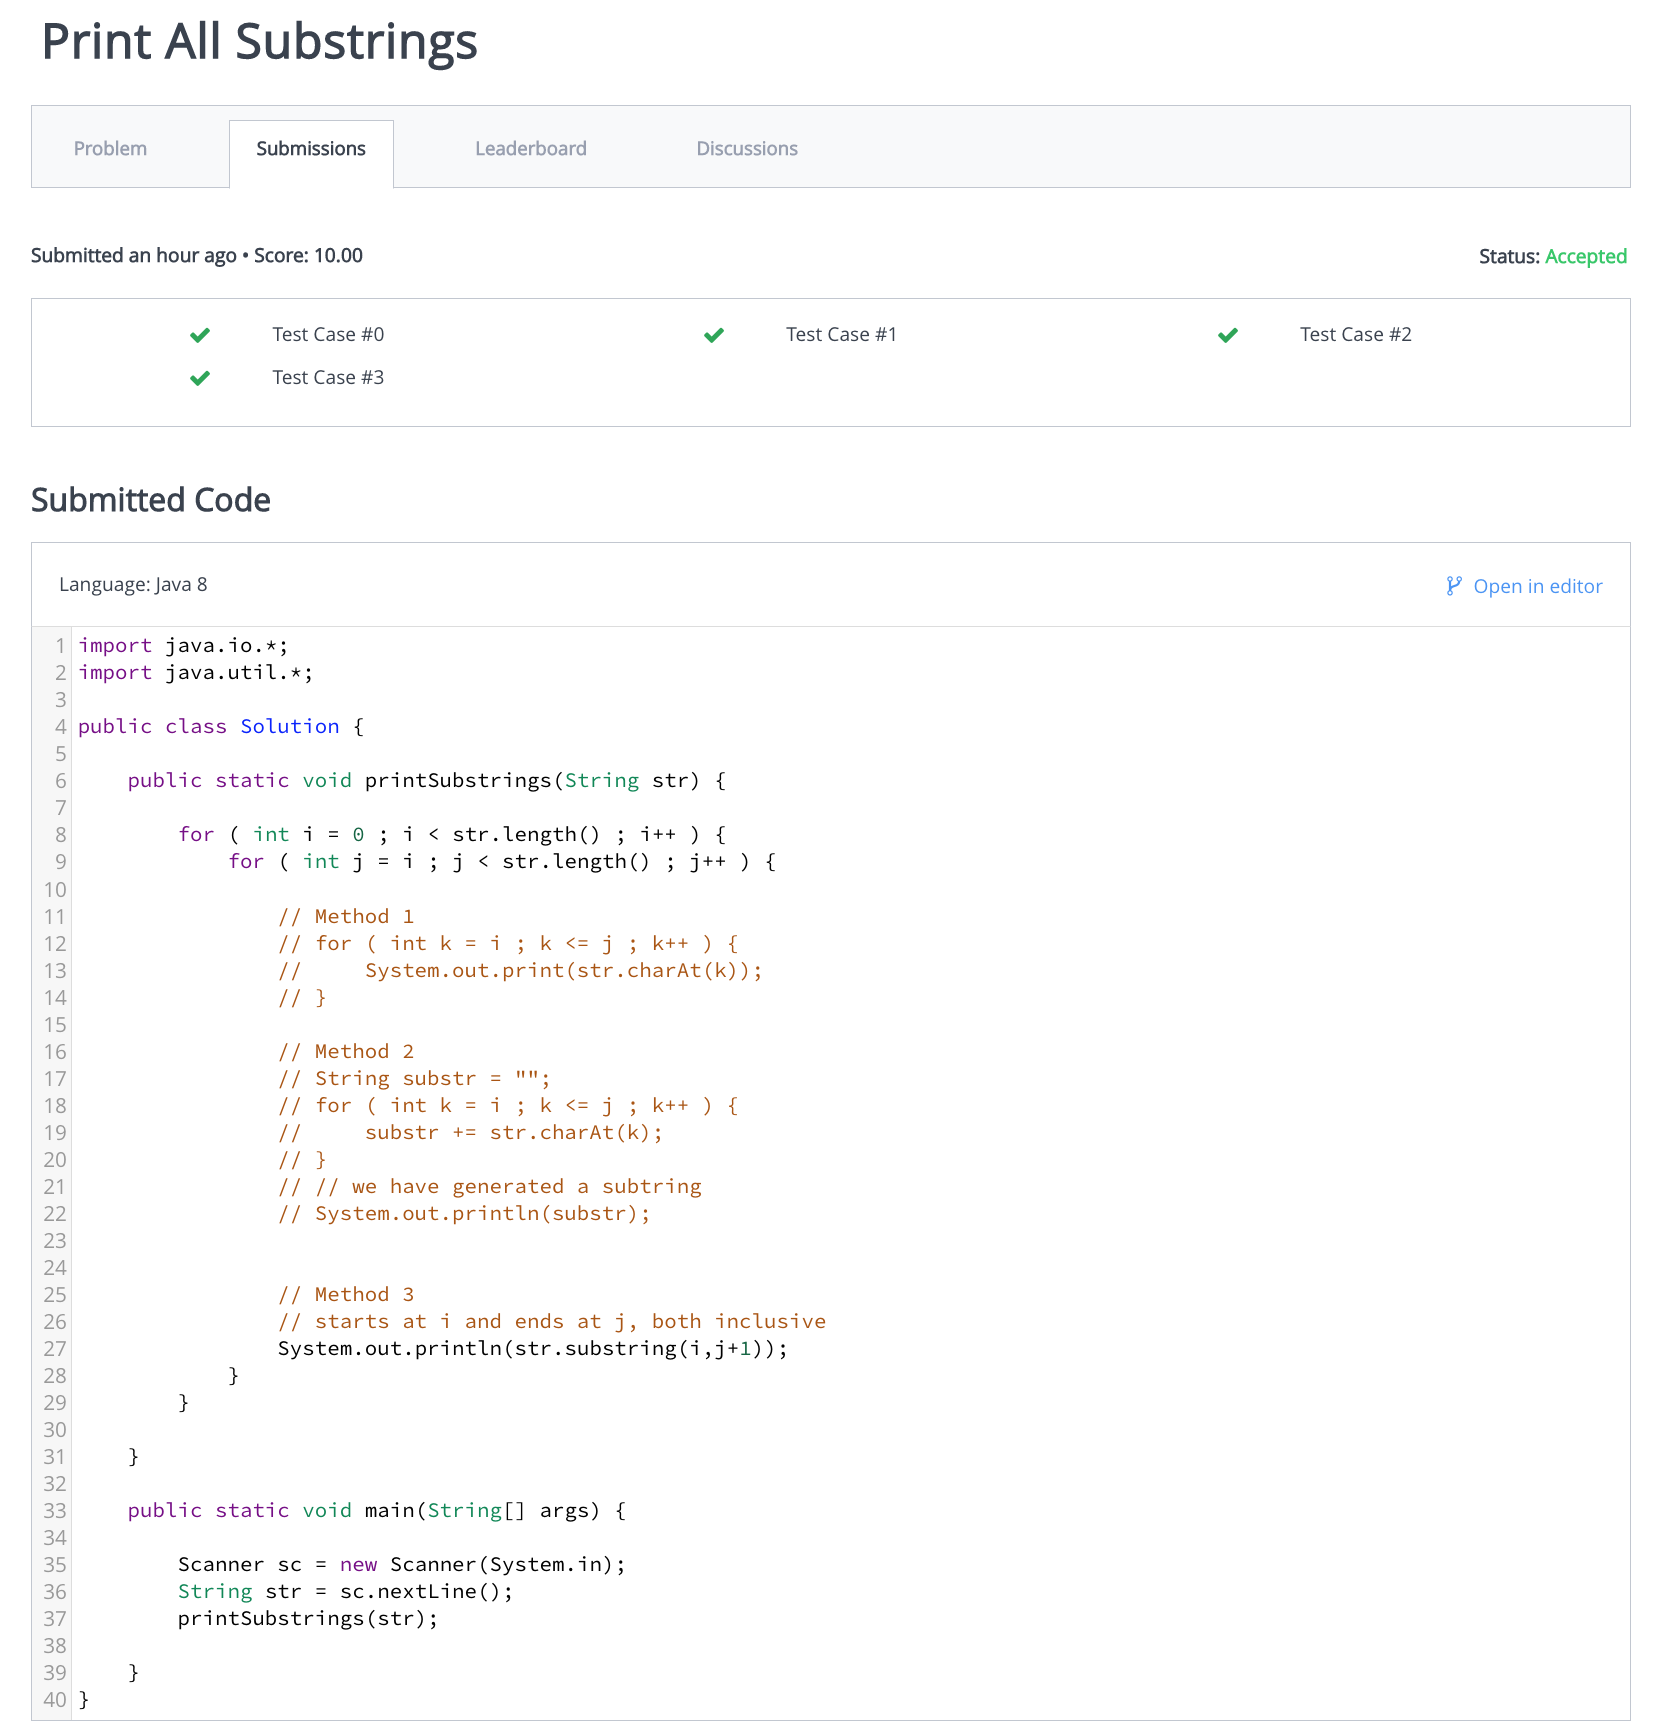 Print All Substrings
Problem
Submissions
Leaderboard
Discussions
Submitted an hour ago • Score: 10.00
Status: Accepted
Test Case #0
Test Case #1
Test Case #2
Test Case #3
Submitted Code
Language: Java 8
Open in editor
1 import java.io.*;
2 import java.util.*;
3
4 public class Solution {
5
6     public static void printSubstrings(String str) {
7
8         for ( int i = 0 ; i < str.length() ; i++ ) {
9             for ( int j = i ; j < str.length() ; j++ ) {
10
11                 // Method 1
12                 // for ( int k = i ; k <= j ; k++ ) {
13                 //     System.out.print(str.charAt(k));
14                 // }
15
16                 // Method 2
17                 // String substr = "";
18                 // for ( int k = i ; k <= j ; k++ ) {
19                 //     substr += str.charAt(k);
20                 // }
21                 // // we have generated a subtring
22                 // System.out.println(substr);
23
24
25                 // Method 3
26                 // starts at i and ends at j, both inclusive
27                 System.out.println(str.substring(i,j+1));
28             }
29         }
30
31     }
32
33     public static void main(String[] args) {
34
35         Scanner sc = new Scanner(System.in);
36         String str = sc.nextLine();
37         printSubstrings(str);
38
39     }
40 }